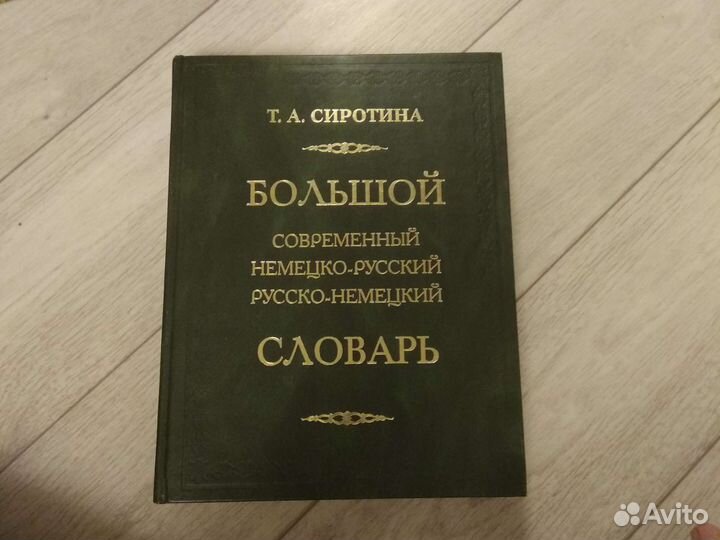 Т. А. СИРОТИНА
БОЛЬШОЙ
СОВРЕМЕННЫЙ
НЕМЕЦКО-РУССКИЙ
РУССКО-НЕМЕЦКИЙ
СЛОВАРЬ
Avito